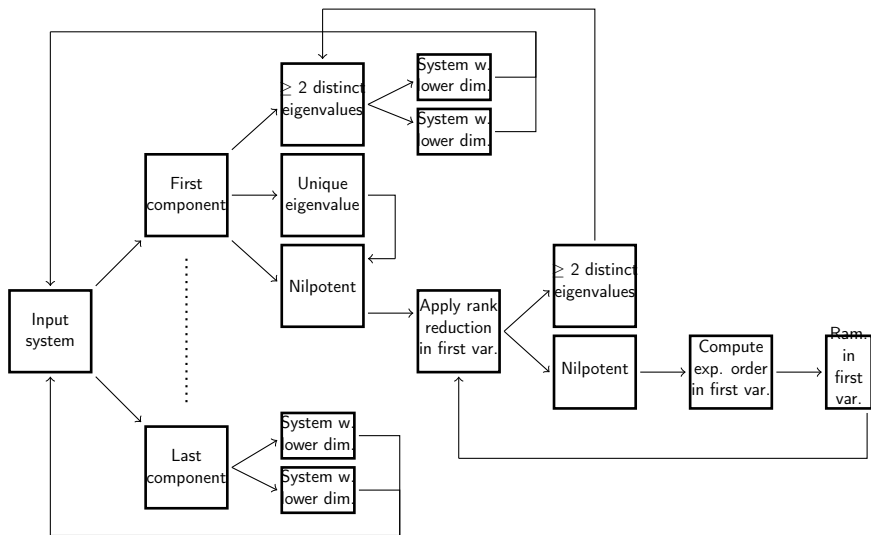 ≥ 2 distinct
eigenvalues
System w.
lower dim.
System w.
lower dim.
First
component
Unique
eigenvalue
Nilpotent
Input
system
Apply rank
reduction
in first var.
≥ 2 distinct
eigenvalues
Nilpotent
Compute
exp. order
in first var.
Ram.
in
first
var.
Last
component
System w.
lower dim.
System w.
lower dim.